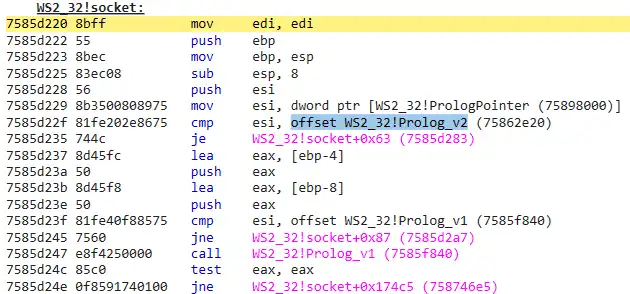 WS2_32!socket:
7585d220 8bff mov edi, edi
7585d222 55 push ebp
7585d223 8bec mov ebp, esp
7585d225 83ec08 sub esp, 8
7585d228 56 push esi
7585d229 8b3500808975 mov esi, dword ptr [WS2_32!PrologPointer (75898000)]
7585d22f 81fe202e8675 cmp esi, offset WS2_32!Prolog_v2 (75862e20)
7585d235 744c je WS2_32!socket+0x63 (7585d283)
7585d237 8d45fc lea eax, [ebp-4]
7585d23a 50 push eax
7585d23b 8d45f8 lea eax, [ebp-8]
7585d23e 50 push eax
7585d23f 81fe40f88575 cmp esi, offset WS2_32!Prolog_v1 (7585f840)
7585d245 7560 jne WS2_32!socket+0x87 (7585d2a7)
7585d247 e8f4250000 call WS2_32!Prolog_v1 (7585f840)
7585d24c 85c0 test eax, eax
7585d24e 0f8591740100 jne WS2_32!socket+0x174c5 (758746e5)